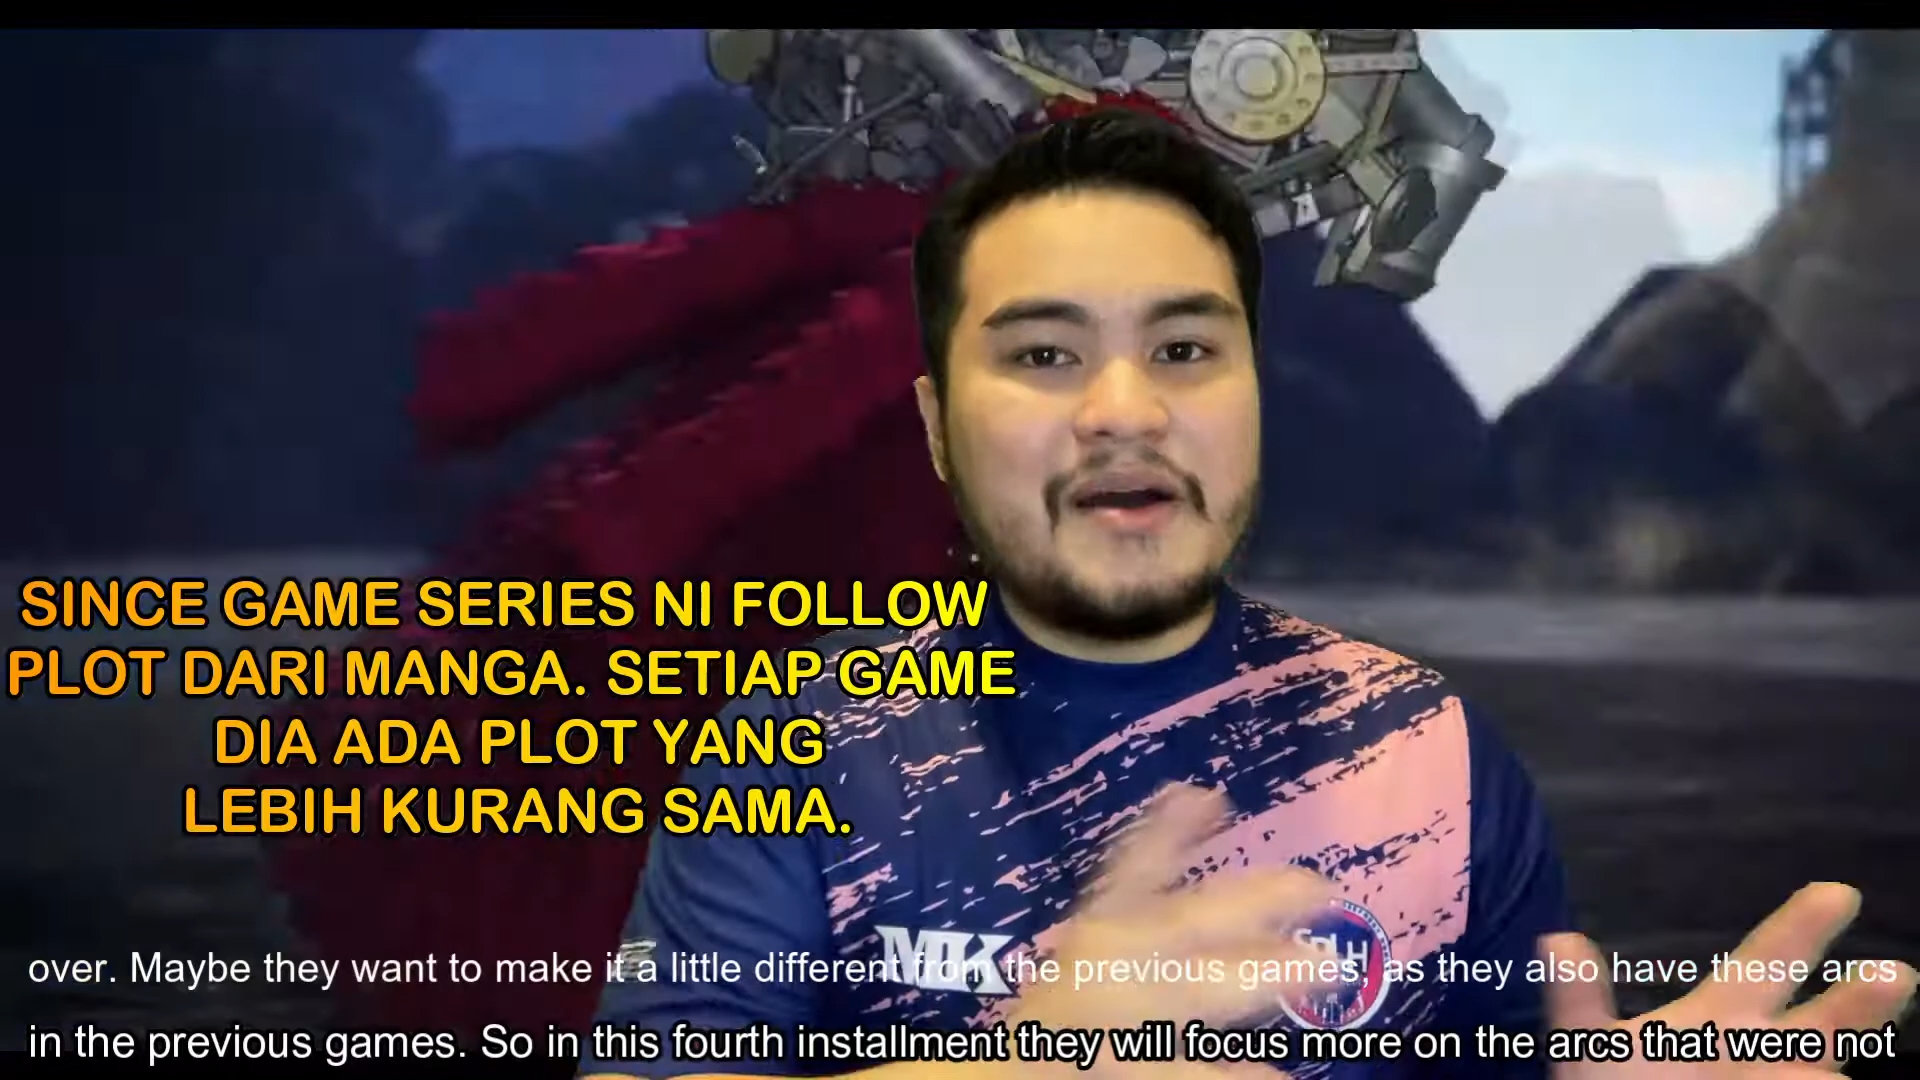 SINCE GAME SERIES NI FOLLOW
PLOT DARI MANGA. SETIAP GAME
DIA ADA PLOT YANG
LEBIH KURANG SAMA.
MK
over. Maybe they want to make it a little different from the previous games, as they also have these arcs
in the previous games. So in this fourth installment they will focus more on the arcs that were not